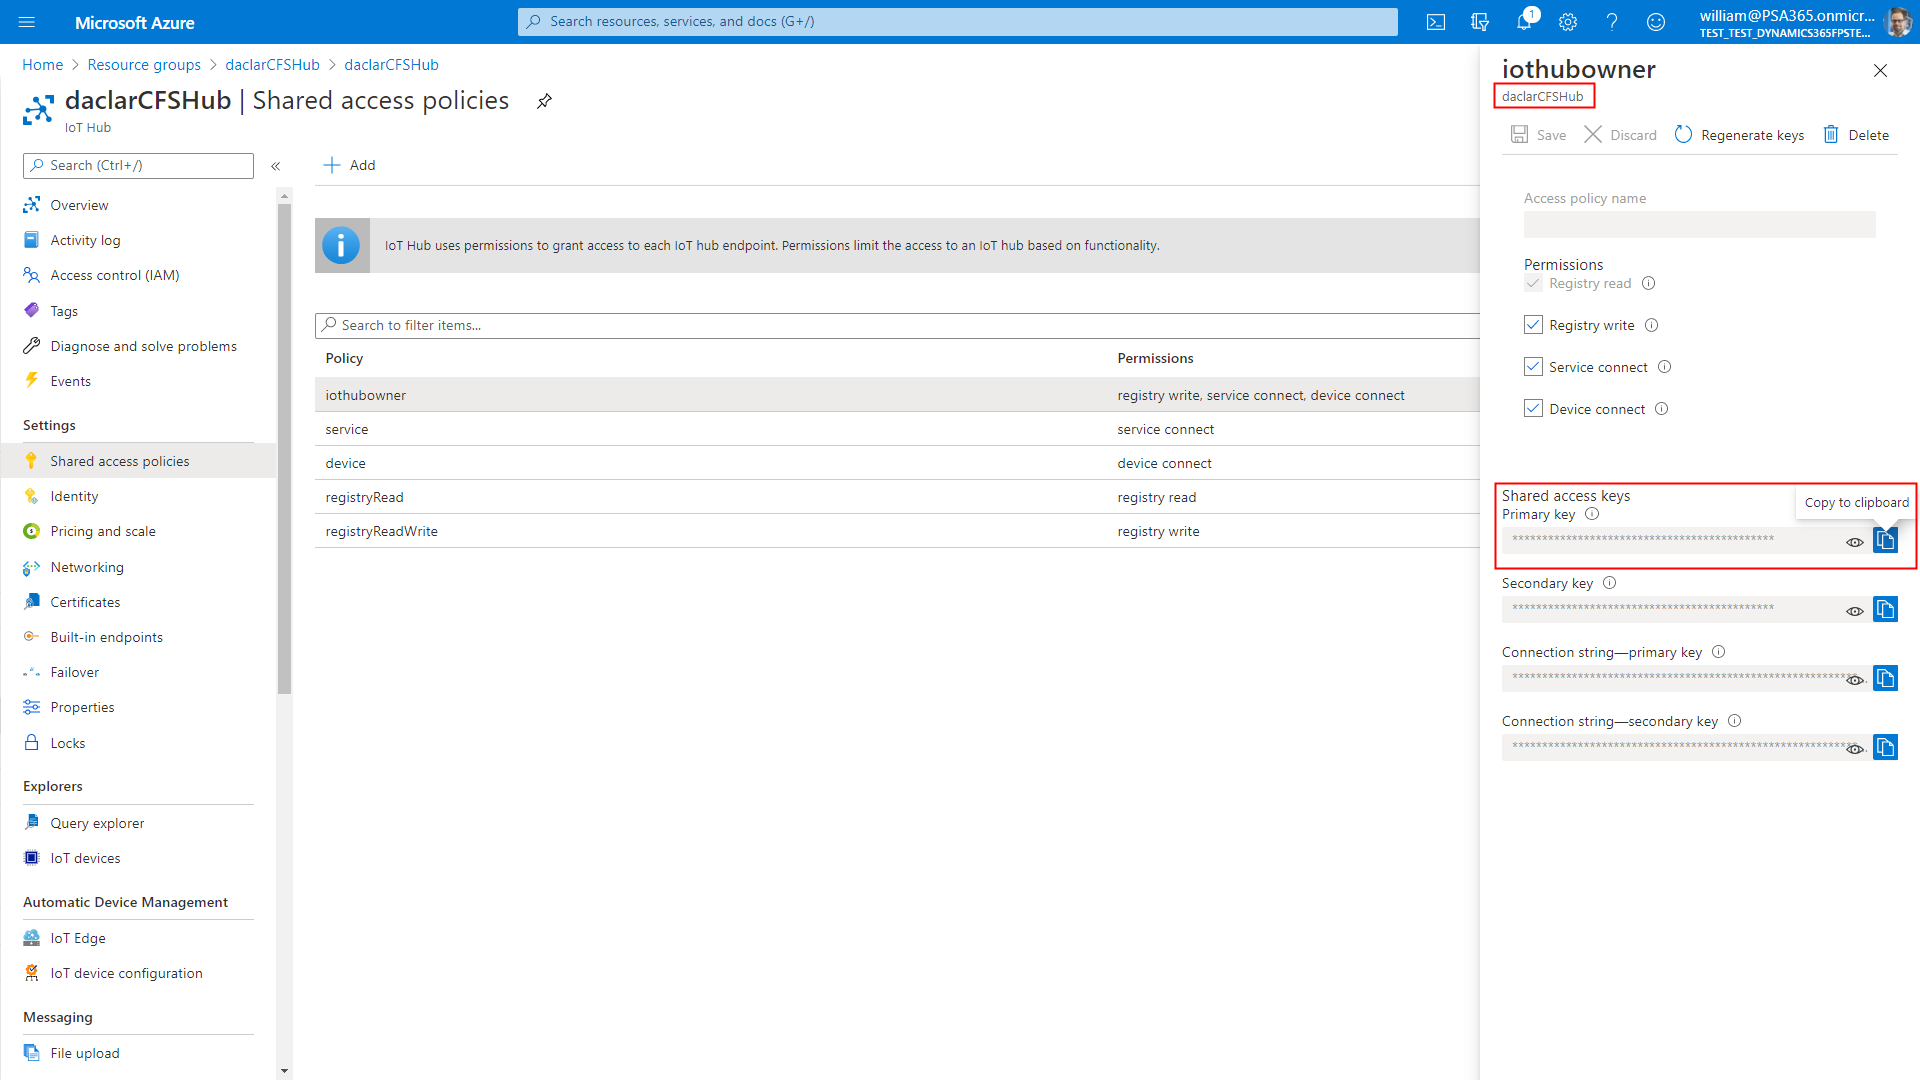 Microsoft Azure
Search resources, services, and docs (G+/)
1
william@PSA365.onmicr...
TEST_TEST_DYNAMICS365FPSTE...
Home > Resource groups > daclarCFSHub > daclarCFSHub
daclarCFSHub | Shared access policies
IoT Hub
Search (Ctrl+/)
«
Overview
Activity log
Access control (IAM)
Tags
Diagnose and solve problems
Events
Settings
Shared access policies
Identity
Pricing and scale
Networking
Certificates
Built-in endpoints
Failover
Properties
Locks
Explorers
Query explorer
IoT devices
Automatic Device Management
IoT Edge
IoT device configuration
Messaging
File upload
Add
IoT Hub uses permissions to grant access to each IoT hub endpoint. Permissions limit the access to an IoT hub based on functionality.
Search to filter items...
Policy Permissions
iothubowner registry write, service connect, device connect
service service connect
device device connect
registryRead registry read
registryReadWrite registry write
iothubowner
daclarCFSHub
Save Discard Regenerate keys Delete
Access policy name
Permissions
Registry read
Registry write
Service connect
Device connect
Shared access keys
Copy to clipboard
Primary key
********************************************
Secondary key
********************************************
Connection string—primary key
**********************************************************...
Connection string—secondary key
**********************************************************...